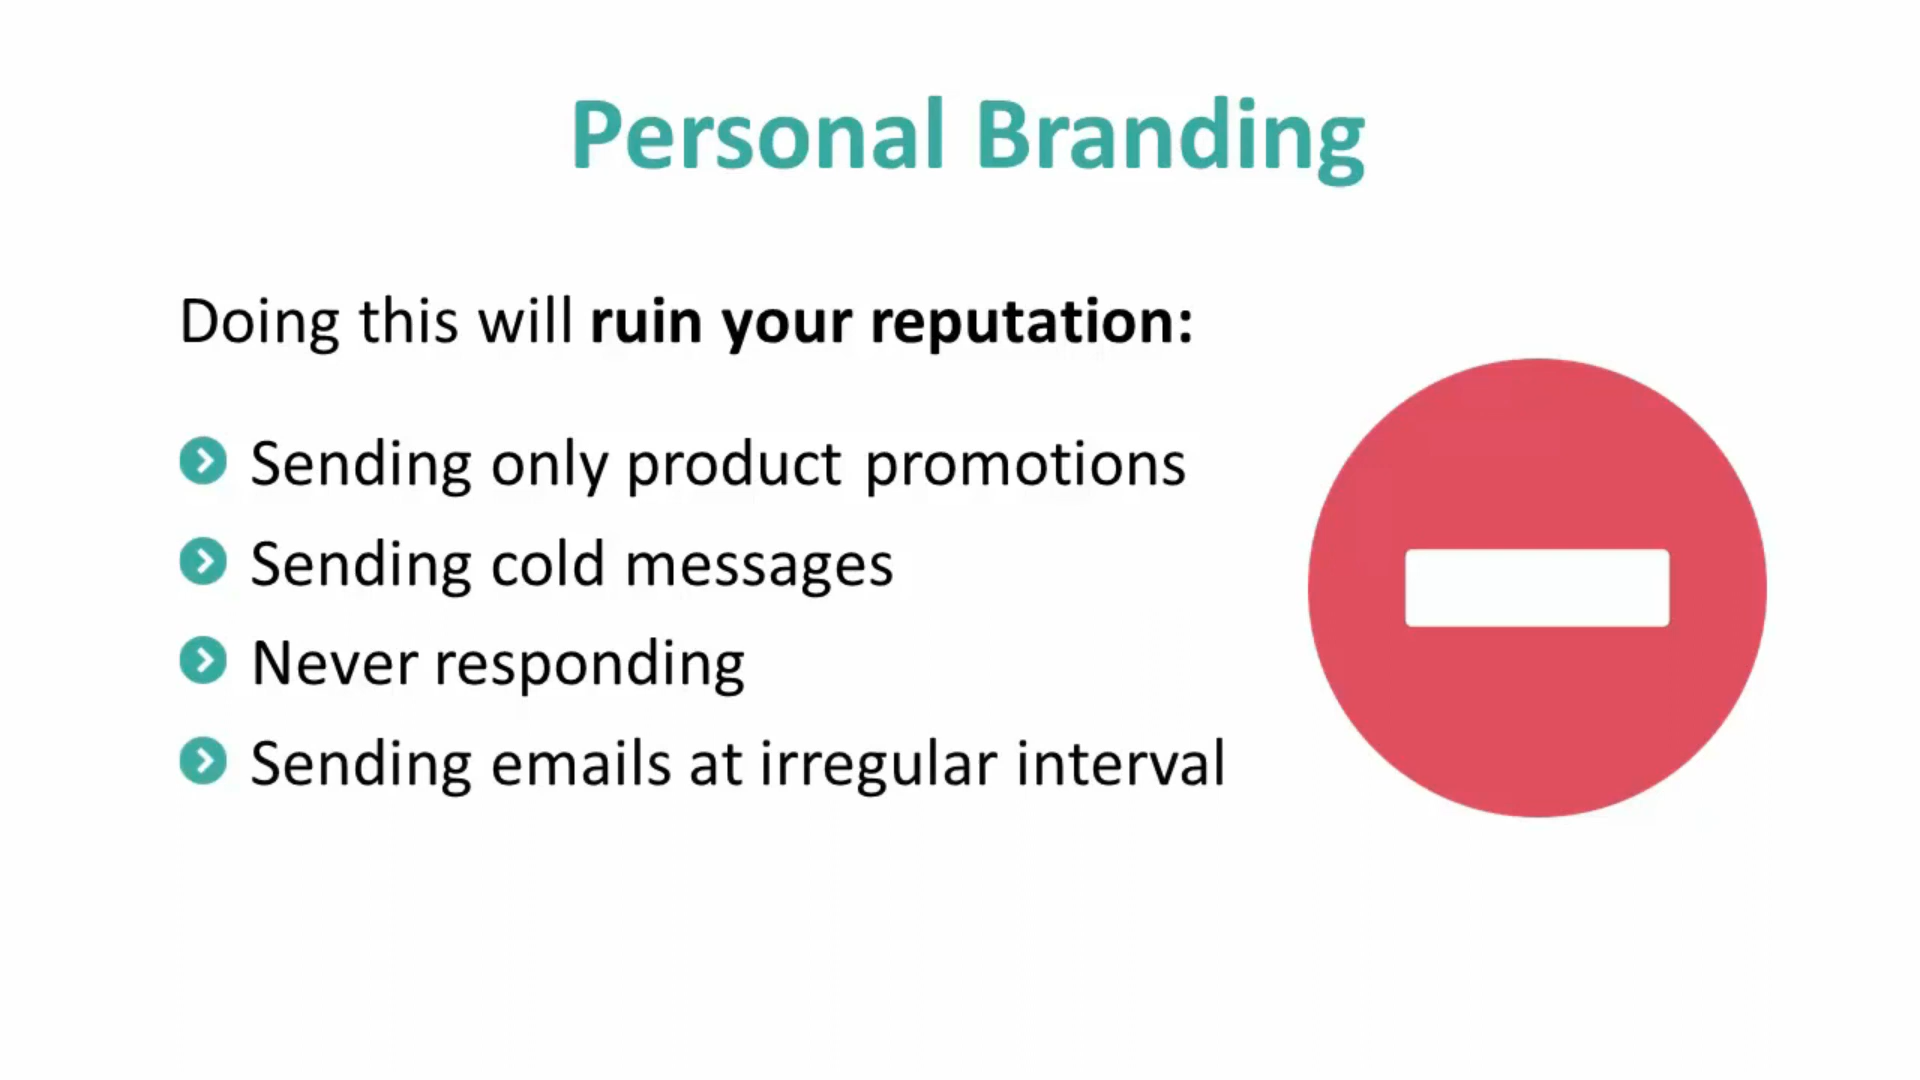 Personal Branding
Doing this will ruin your reputation:
Sending only product promotions
Sending cold messages
Never responding
Sending emails at irregular interval